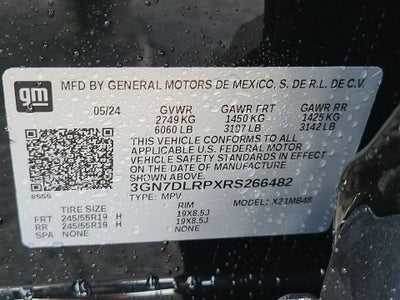 gm
MFD BY GENERAL MOTORS DE MEXICO, S. DE R.L. DE C.V.
05/24 GVWR GAWR FRT GAWR RR
2749 KG 1450 KG 1425 KG
6060 LB 3197 LB 3142 LB
THIS VEHICLE CONFORMS TO ALL
APPLICABLE U.S. FEDERAL MOTOR
VEHICLE SAFETY STANDARDS IN EFFECT
ON THE DATE OF MANUFACTURE
SHOWN ABOVE.
3GN7DLRPXRS266482
TYPE: MPV MODEL: X21MB48
8555
TIRE SIZE RIM
FRT 245/55R19 H 19X8.5J
RR 245/55R19 H 19X8.5J
SPA NONE NONE